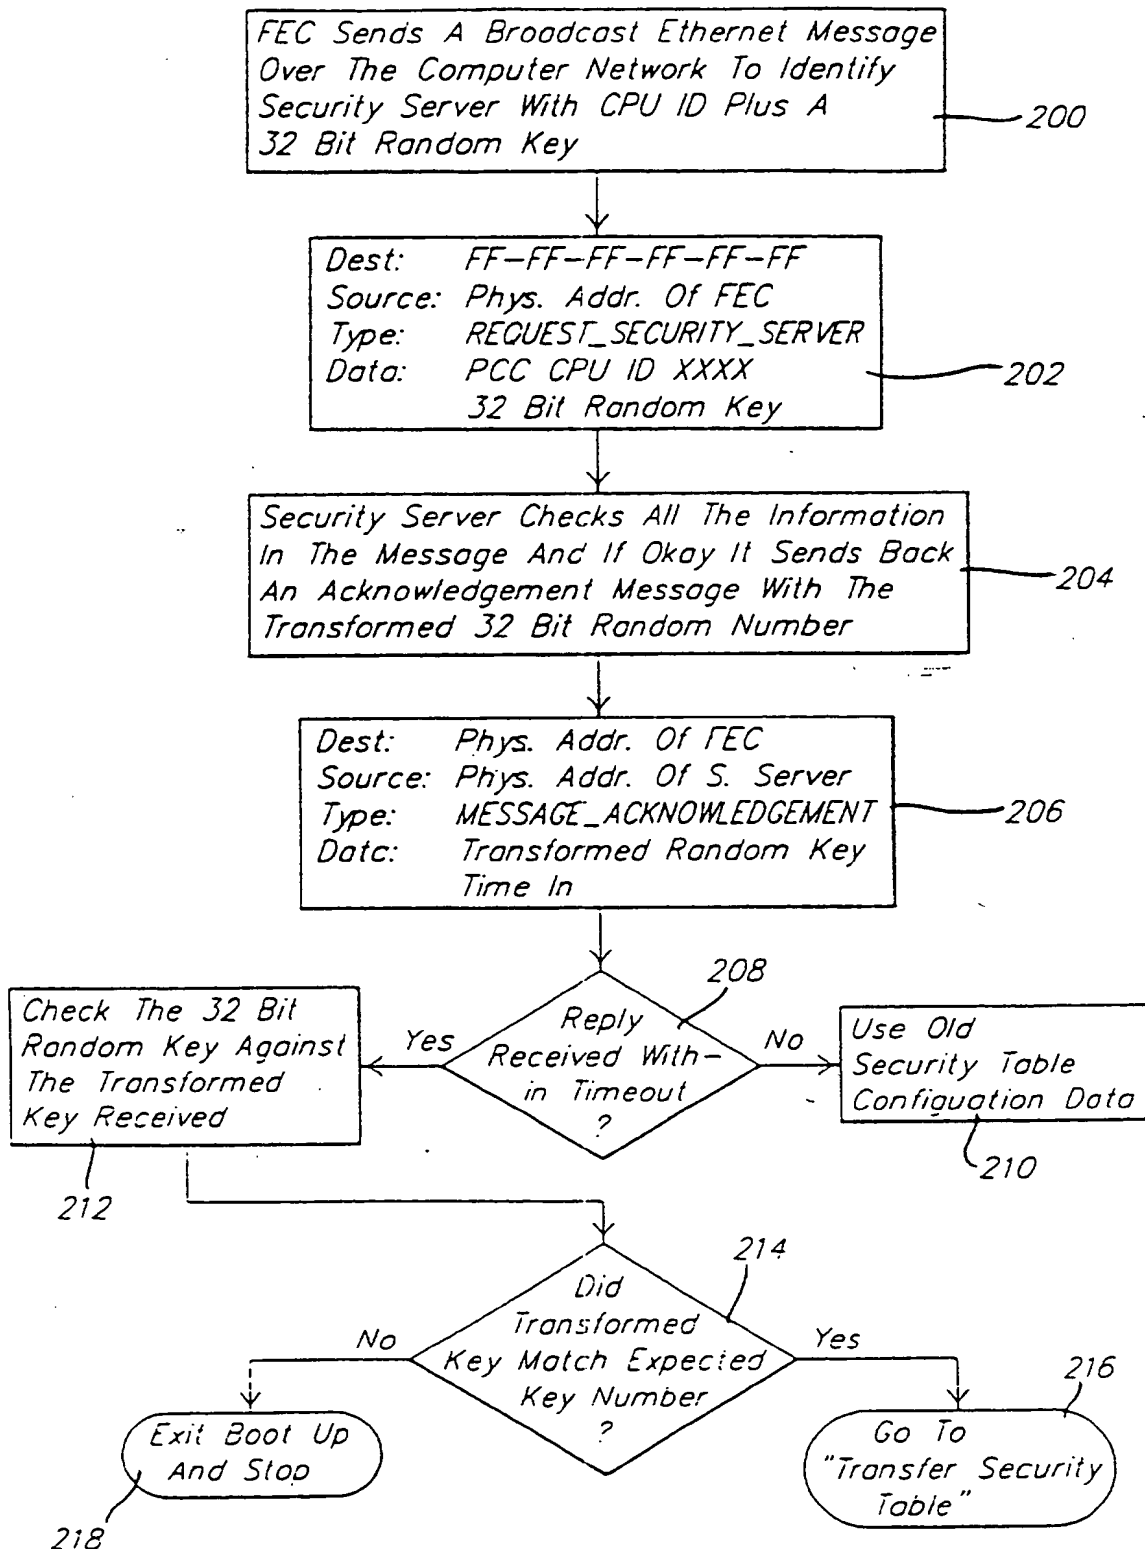 FEC Sends A Broadcast Ethernet Message
Over The Computer Network To Identify
Security Server With CPU ID Plus A
32 Bit Random Key
200
Dest: FF-FF-FF-FF-FF-FF
Source: Phys. Addr. Of FEC
Type: REQUEST_SECURITY_SERVER
Data: PCC CPU ID XXXX
32 Bit Random Key
202
Security Server Checks All The Information
In The Message And If Okay It Sends Back
An Acknowledgement Message With The
Transformed 32 Bit Random Number
204
Dest: Phys. Addr. Of FEC
Source: Phys. Addr. Of S. Server
Type: MESSAGE_ACKNOWLEDGEMENT
Data: Transformed Random Key
Time In
206
208
Reply
Received With-
in Timeout
?
Yes
No
Check The 32 Bit
Random Key Against
The Transformed
Key Received
212
Use Old
Security Table
Configuation Data
210
214
Did
Transformed
Key Match Expected
Key Number
?
No
Yes
Exit Boot Up
And Stop
218
216
Go To
"Transfer Security
Table"